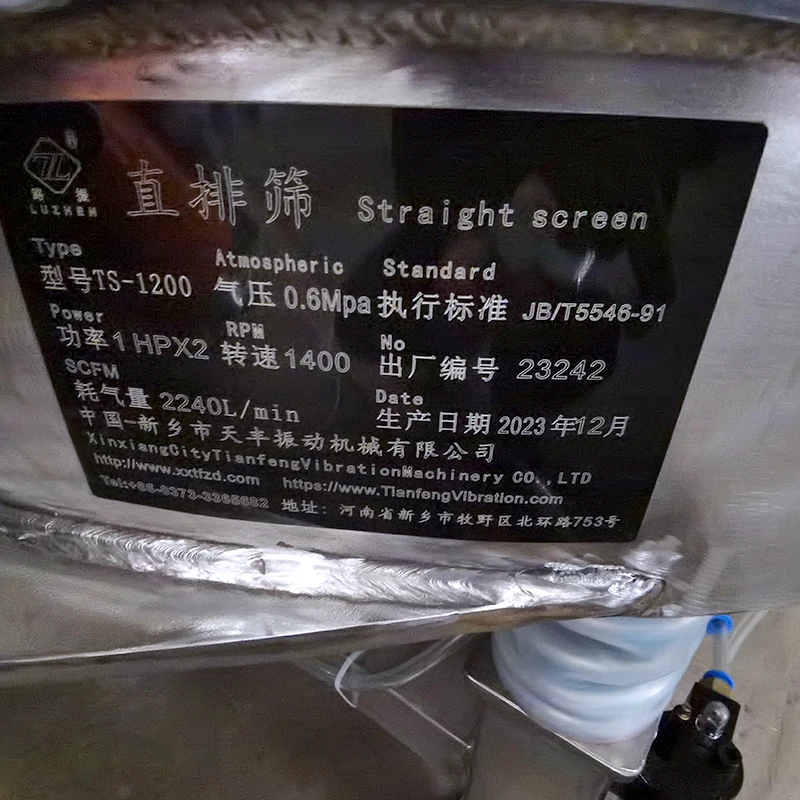 LUZHEN
直排筛 Straight screen
Type Atmospheric Standard
型号TS-1200 气压0.6Mpa 执行标准 JB/T5546-91
Power RPM No
功率1HPX2 转速1400 出厂编号 23242
SCFM Date
耗气量 2240L/min 生产日期 2023年12月
中国-新乡市天丰振动机械有限公司
XinxiangCityTianfengVibrationMachinery CO.,LTD
http://www.xxtfzd.com https://www.TianfengVibration.com
Tel:+86-0373-3365682 地址: 河南省新乡市牧野区北环路753号